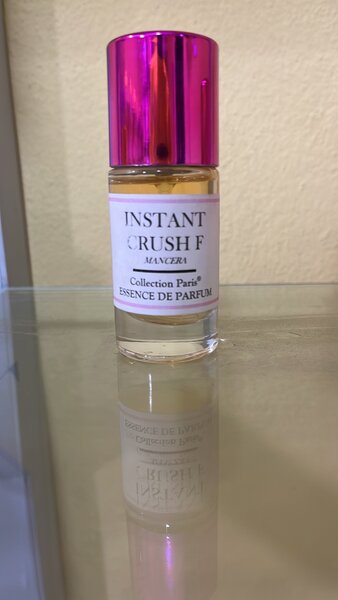 INSTANT
CRUSH F
MANCERA
Collection Paris®
ESSENCE DE PARFUM